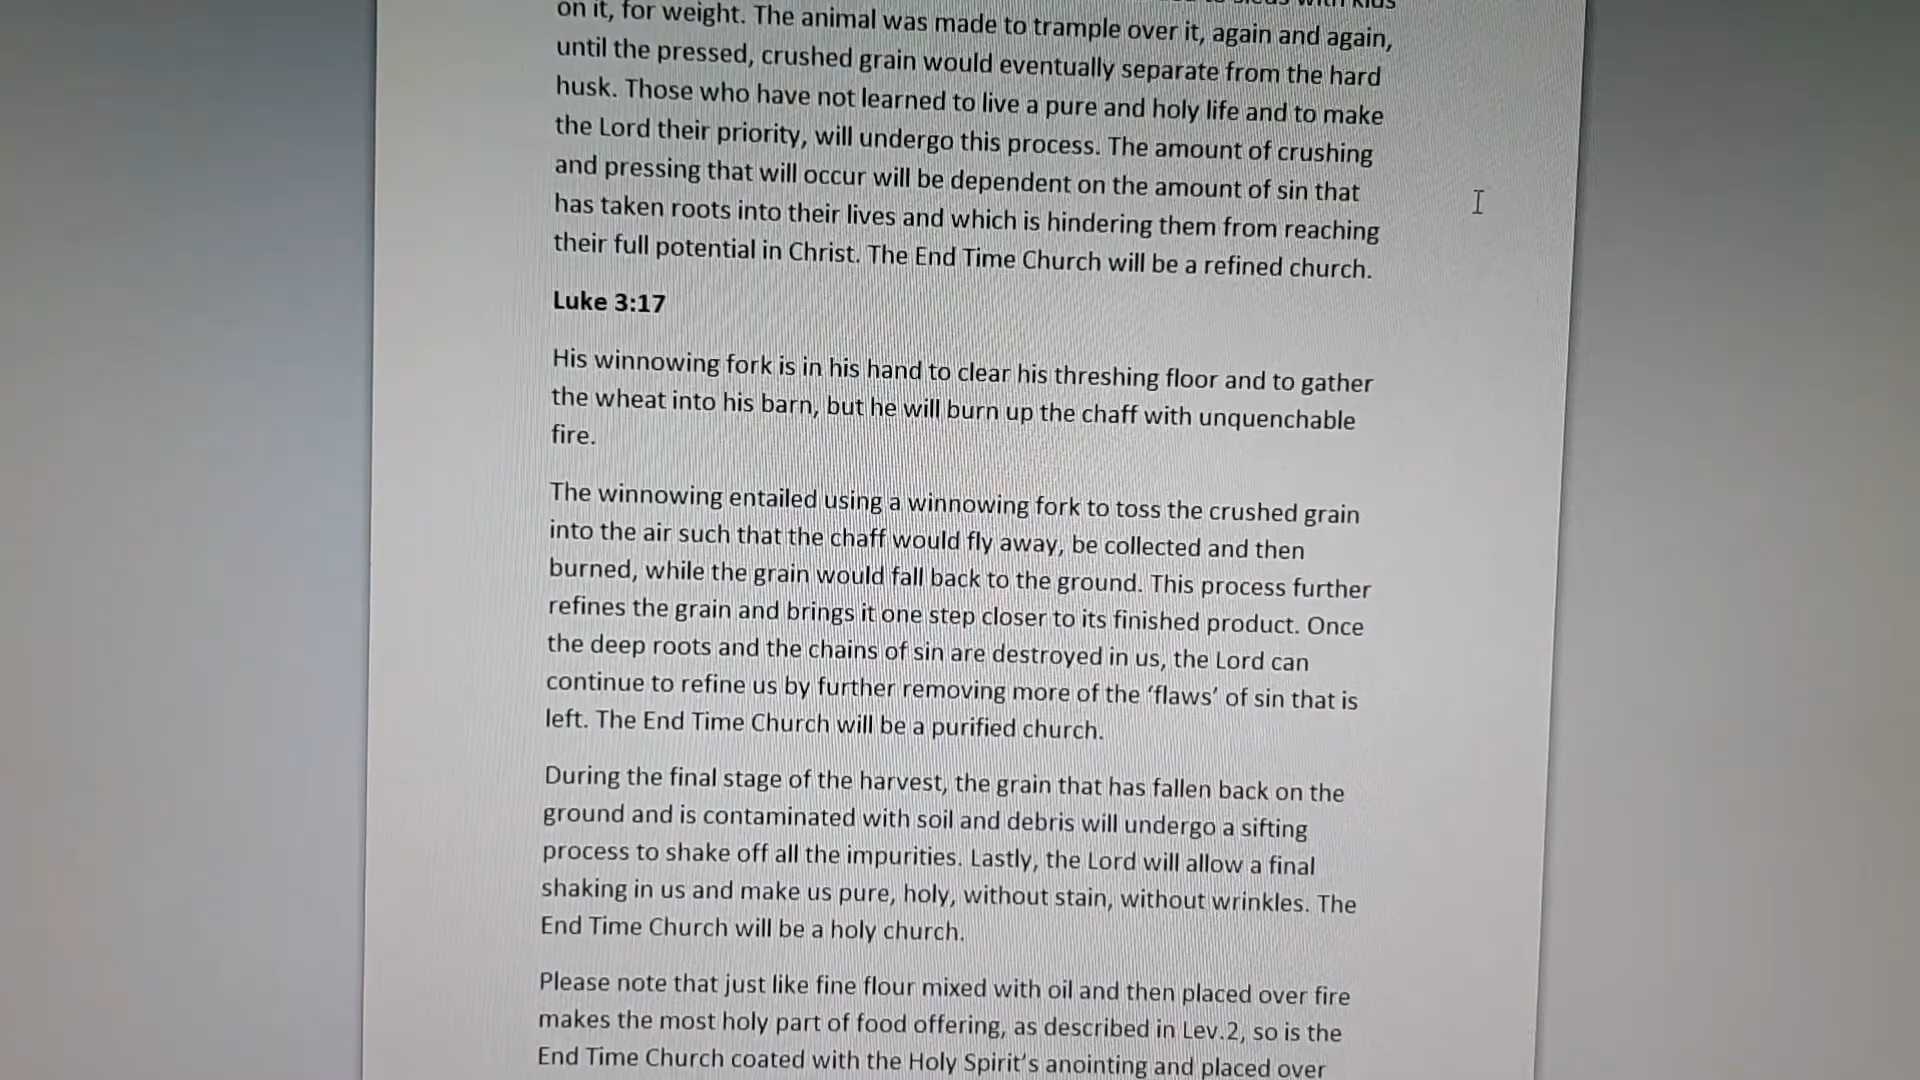 with kids
on it, for weight. The animal was made to trample over it, again and again,
until the pressed, crushed grain would eventually separate from the hard
husk. Those who have not learned to live a pure and holy life and to make
the Lord their priority, will undergo this process. The amount of crushing
and pressing that will occur will be dependent on the amount of sin that
has taken roots into their lives and which is hindering them from reaching
their full potential in Christ. The End Time Church will be a refined church.
Luke 3:17
His winnowing fork is in his hand to clear his threshing floor and to gather
the wheat into his barn, but he will burn up the chaff with unquenchable
fire.
The winnowing entailed using a winnowing fork to toss the crushed grain
into the air such that the chaff would fly away, be collected and then
burned, while the grain would fall back to the ground. This process further
refines the grain and brings it one step closer to its finished product. Once
the deep roots and the chains of sin are destroyed in us, the Lord can
continue to refine us by further removing more of the ‘flaws’ of sin that is
left. The End Time Church will be a purified church.
During the final stage of the harvest, the grain that has fallen back on the
ground and is contaminated with soil and debris will undergo a sifting
process to shake off all the impurities. Lastly, the Lord will allow a final
shaking in us and make us pure, holy, without stain, without wrinkles. The
End Time Church will be a holy church.
Please note that just like fine flour mixed with oil and then placed over fire
makes the most holy part of food offering, as described in Lev.2, so is the
End Time Church coated with the Holy Spirit’s anointing and placed over